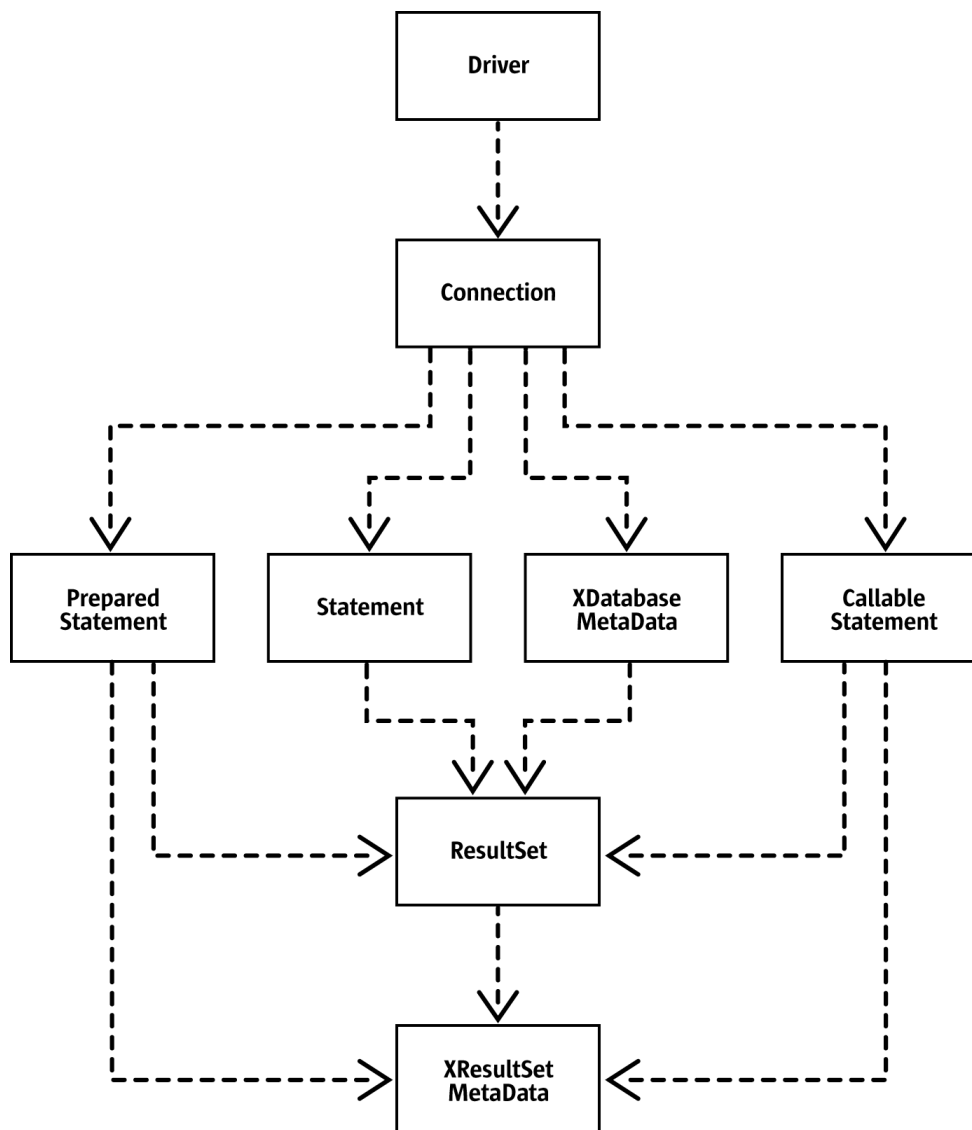 Driver
Connection
Prepared
Statement
Statement
XDatabase
MetaData
Callable
Statement
ResultSet
XResultSet
MetaData